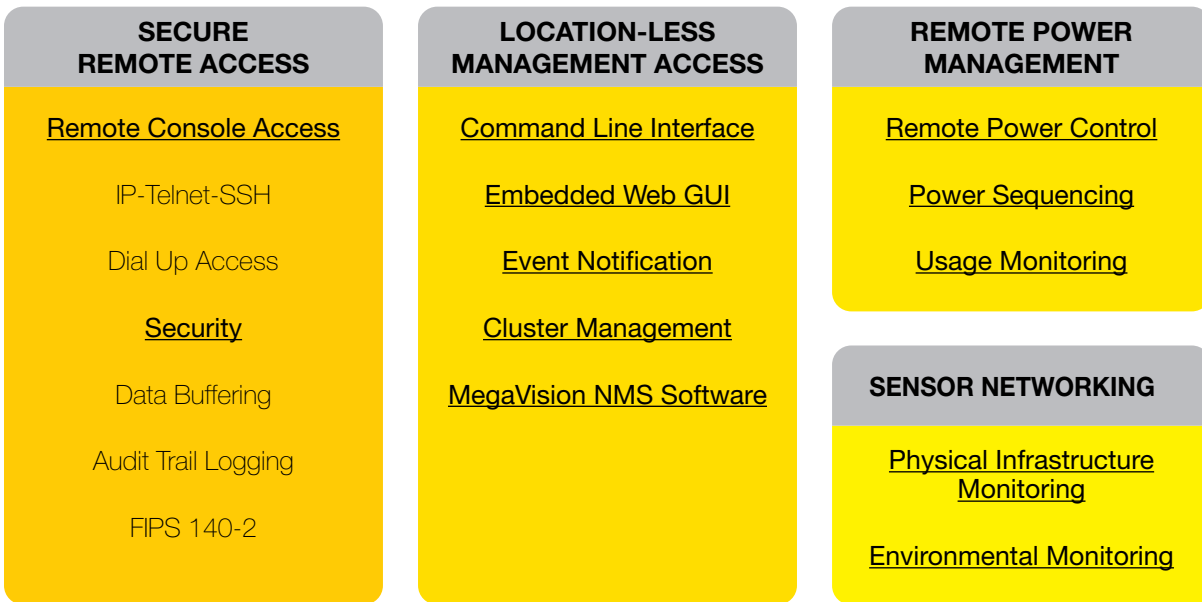 SECURE
REMOTE ACCESS
Remote Console Access
IP-Telnet-SSH
Dial Up Access
Security
Data Buffering
Audit Trail Logging
FIPS 140-2
LOCATION-LESS
MANAGEMENT ACCESS
Command Line Interface
Embedded Web GUI
Event Notification
Cluster Management
MegaVision NMS Software
REMOTE POWER
MANAGEMENT
Remote Power Control
Power Sequencing
Usage Monitoring
SENSOR NETWORKING
Physical Infrastructure
Monitoring
Environmental Monitoring